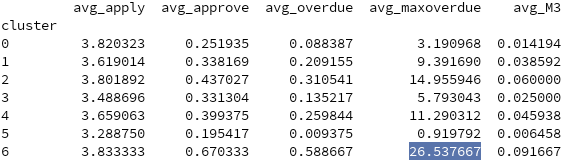 avg_apply avg_approve avg_overdue avg_maxoverdue avg_M3
cluster
0 3.820323 0.251935 0.088387 3.190968 0.014194
1 3.619014 0.338169 0.209155 9.391690 0.038592
2 3.801892 0.437027 0.310541 14.955946 0.060000
3 3.488696 0.331304 0.135217 5.793043 0.025000
4 3.659063 0.399375 0.259844 11.290312 0.045938
5 3.288750 0.195417 0.009375 0.919792 0.006458
6 3.833333 0.670333 0.588667 26.537667 0.091667